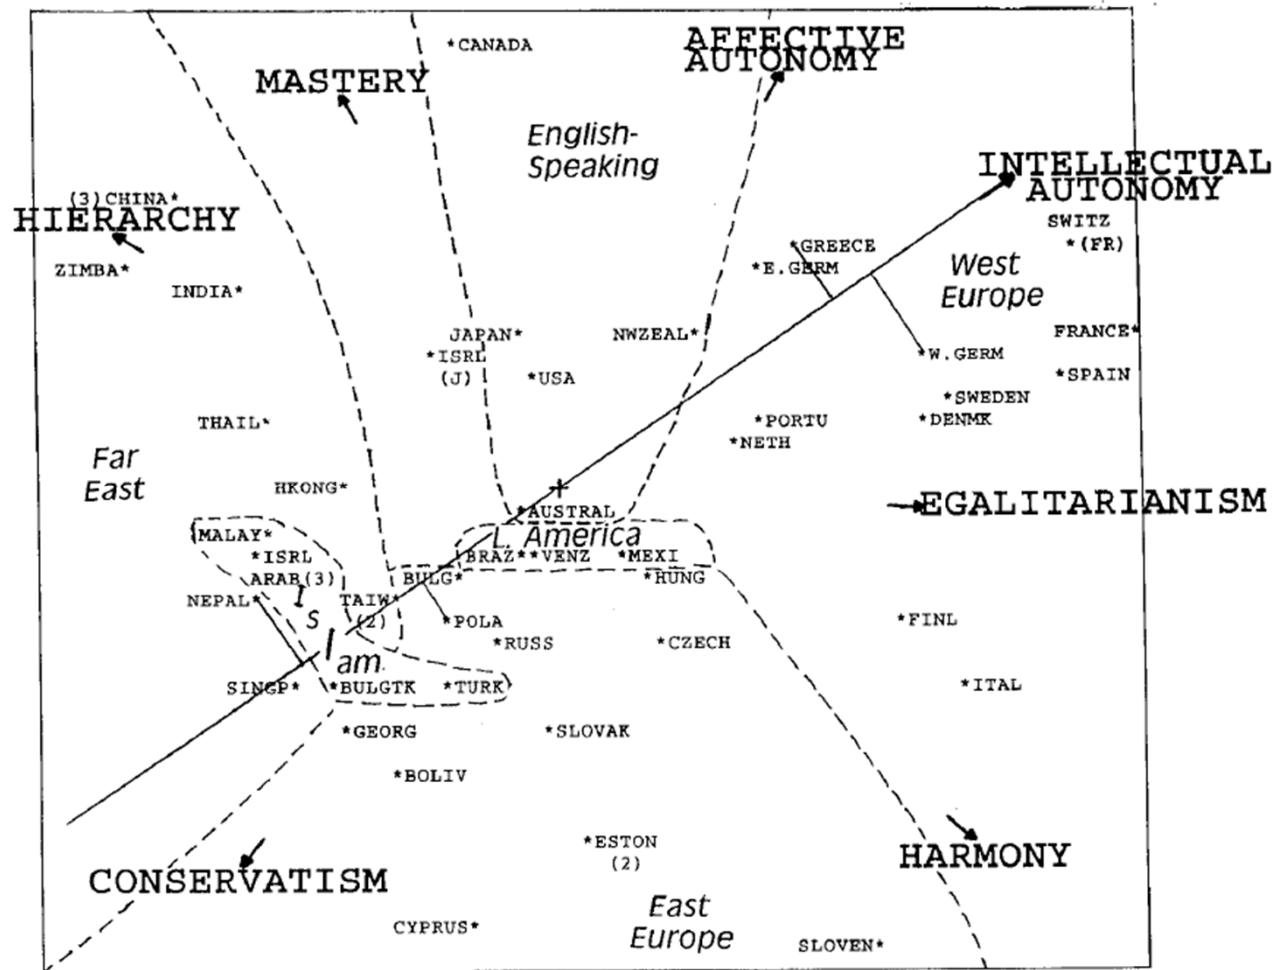 *CANADA
AFFECTIVE
AUTONOMY
MASTERY
English-
Speaking
INTELLECTUAL
AUTONOMY
(3)CHINA*
HIERARCHY
SWITZ
*(FR)
*GREECE
*E.GERM
West
Europe
ZIMBA*
INDIA*
JAPAN*
NWZEAL*
FRANCE*
*ISRL
(J)
*W.GERM
*USA
*SPAIN
*SWEDEN
THAIL*
*PORTU
*DENMK
*NETH
Far
East
HKONG*
+
EGALITARIANISM
*AUSTRAL
MALAY*
L. America
*ISRL
ARAB(3)
BRAZ**VENZ
*MEXI
BULG*
*HUNG
NEPAL*
TAIW*
(2)
Islam
*POLA
*FINL
*RUSS
*CZECH
SINGP*
*BULGTK
*TURK
*ITAL
*GEORG
*SLOVAK
*BOLIV
*ESTON
(2)
HARMONY
CONSERVATISM
East
Europe
CYPRUS*
SLOVEN*